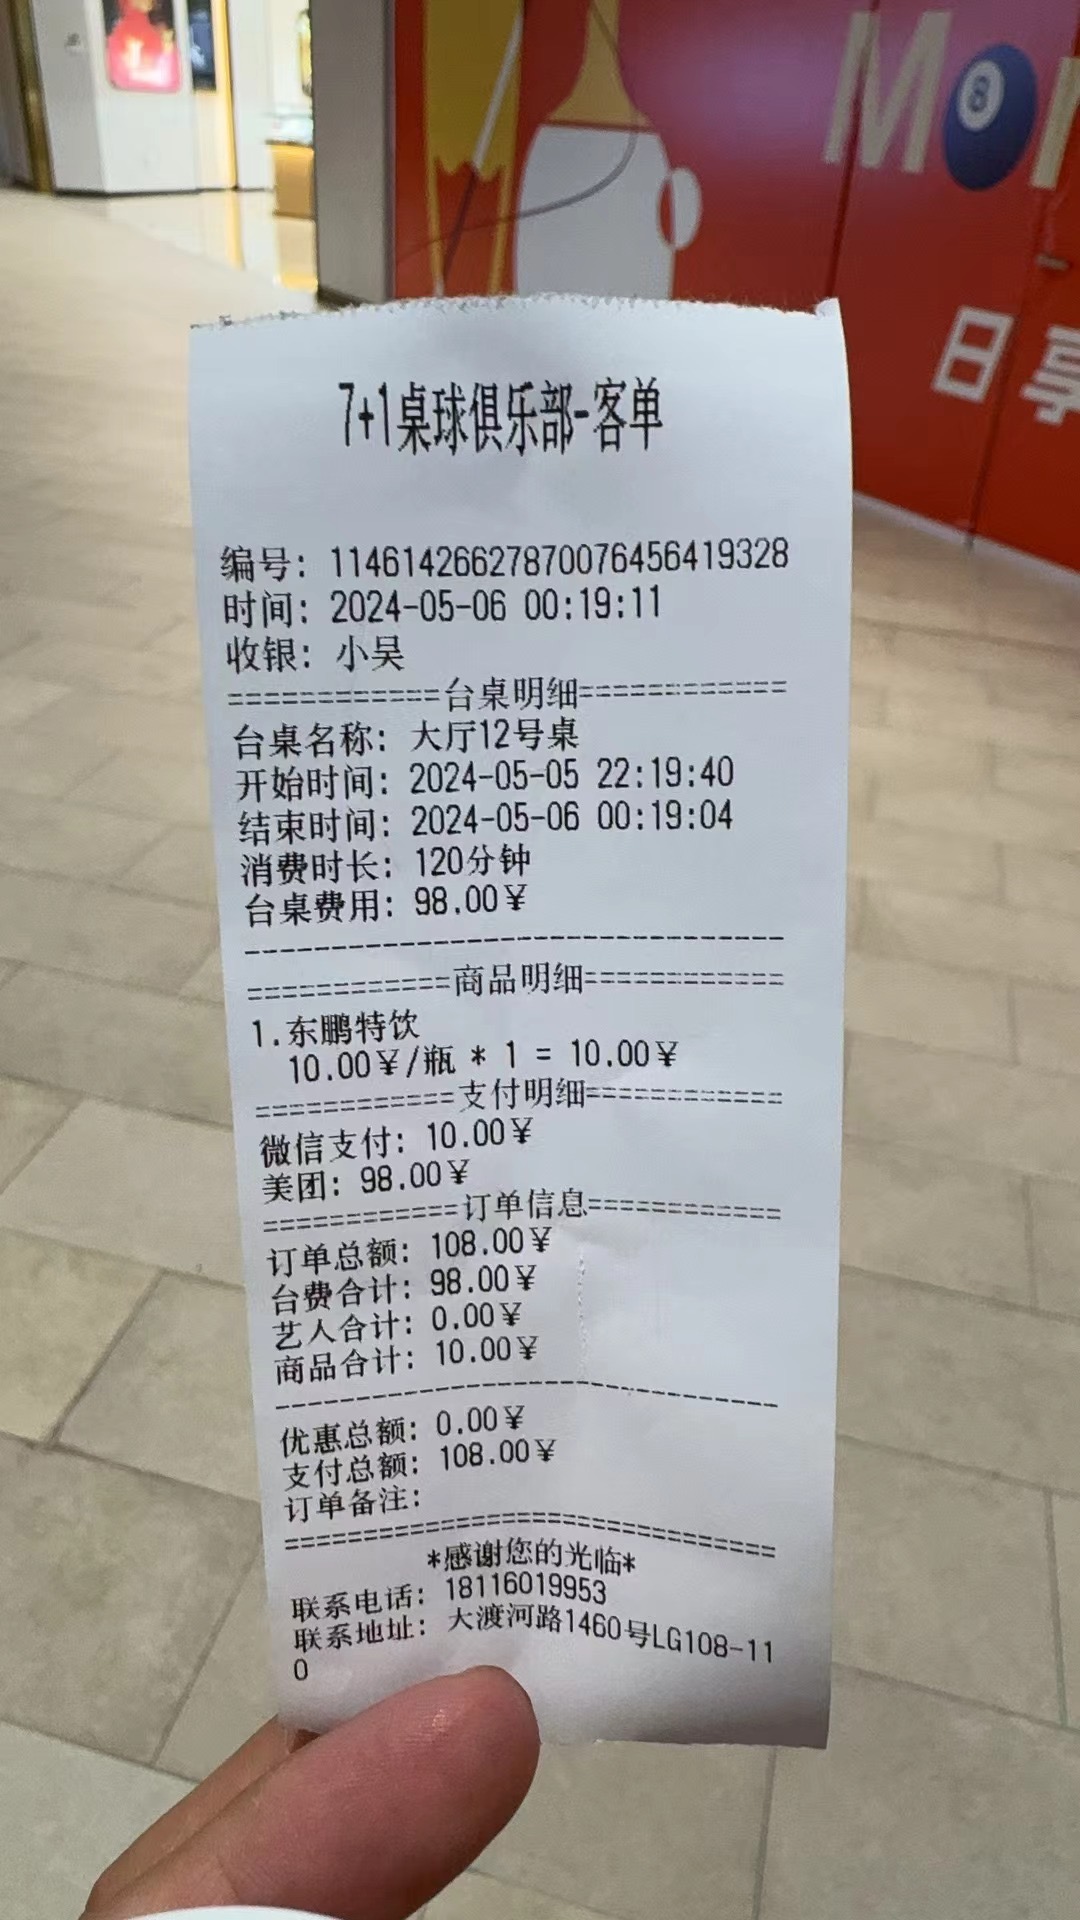 MO
8
日享
7+1桌球俱乐部-客单
编号: 1146142662787007645641​9328
时间: 2024-05-06 00:19:11
收银: 小吴
============台桌明细============
台桌名称: 大厅12号桌
开始时间: 2024-05-05 22:19:40
结束时间: 2024-05-06 00:19:04
消费时长: 120分钟
台桌费用: 98.00¥
--------------------------------
============商品明细============
1.东鹏特饮
10.00¥/瓶 * 1 = 10.00¥
============支付明细============
微信支付: 10.00¥
美团: 98.00¥
============订单信息============
订单总额: 108.00¥
台费合计: 98.00¥
艺人合计: 0.00¥
商品合计: 10.00¥
--------------------------------
优惠总额: 0.00¥
支付总额: 108.00¥
订单备注:
================================
*感谢您的光临*
联系电话: 18116019953
联系地址: 大渡河路1460号LG108-11
0